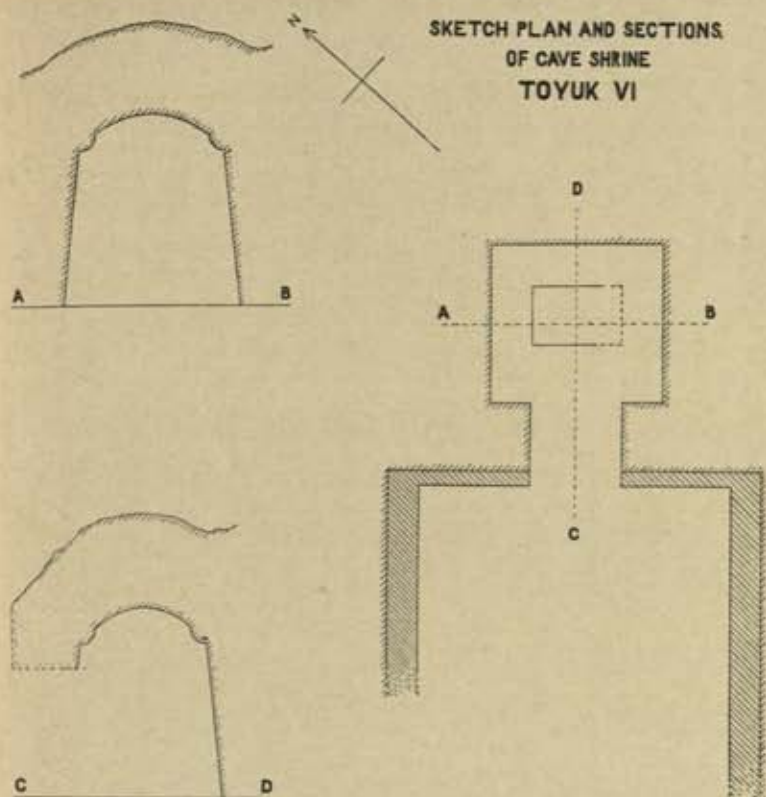 SKETCH PLAN AND SECTIONS
OF CAVE SHRINE
TOYUK VI
N
D
A B
A B
C
C D